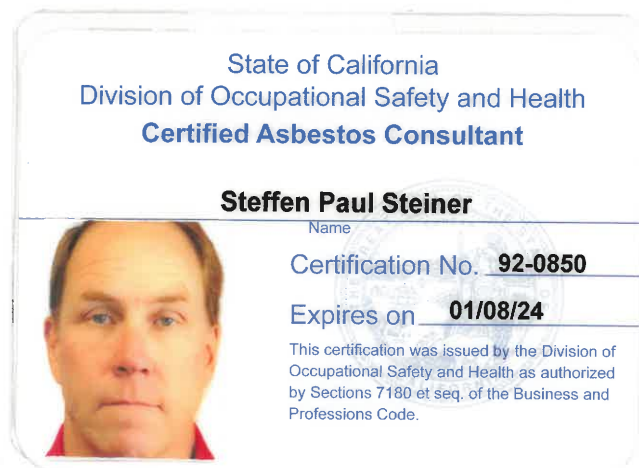 State of California
Division of Occupational Safety and Health
Certified Asbestos Consultant
Steffen Paul Steiner
Name
Certification No. 92-0850
Expires on 01/08/24
This certification was issued by the Division of
Occupational Safety and Health as authorized
by Sections 7180 et seq. of the Business and
Professions Code.